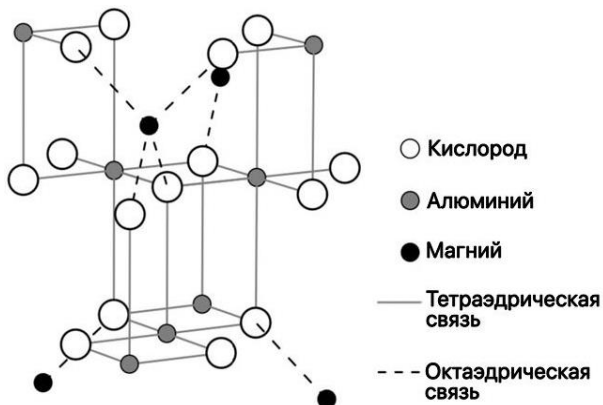 Кислород
Алюминий
Магний
Тетраэдрическая
связь
Октаэдрическая
связь